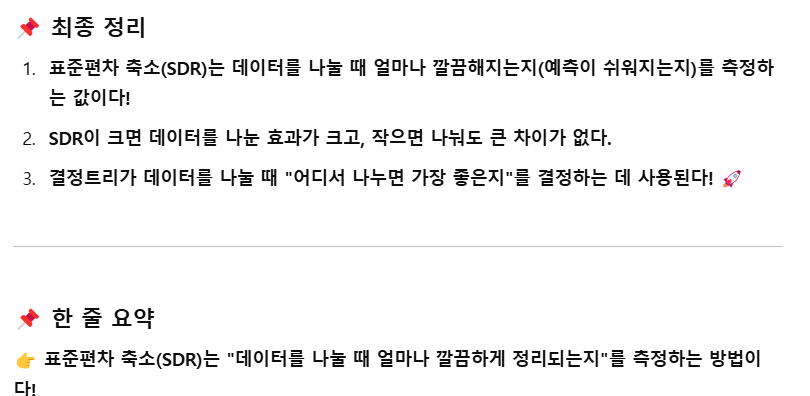 📌 최종 정리
1. 표준편차 축소(SDR)는 데이터를 나눌 때 얼마나 깔끔해지는지(예측이 쉬워지는지)를 측정하
는 값이다!
2. SDR이 크면 데이터를 나눈 효과가 크고, 작으면 나눠도 큰 차이가 없다.
3. 결정트리가 데이터를 나눌 때 "어디서 나누면 가장 좋은지"를 결정하는 데 사용된다! 🚀
📌 한 줄 요약
👉 표준편차 축소(SDR)는 "데이터를 나눌 때 얼마나 깔끔하게 정리되는지"를 측정하는 방법이
다!